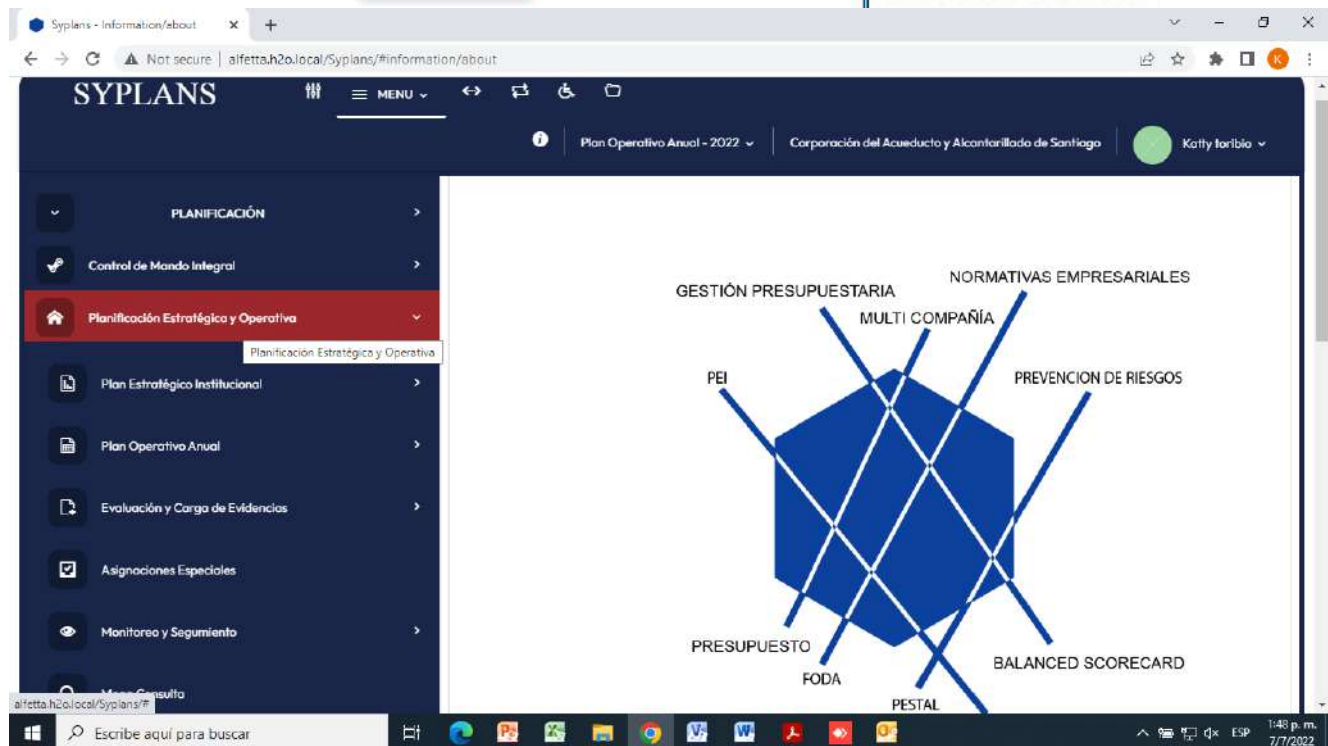 Syplans - Information/about
Not secure | alfetta.h2o.local/Syplans/#information/about
K
SYPLANS
MENU
Plan Operativo Anual - 2022
Corporación del Acueducto y Alcantarillado de Santiago
Katty toribio
PLANIFICACIÓN
Control de Mando Integral
Planificación Estratégica y Operativa
Planificación Estratégica y Operativa
Plan Estratégico Institucional
Plan Operativo Anual
Evaluación y Carga de Evidencias
Asignaciones Especiales
Monitoreo y Segumiento
Consulta
alfetta.h2o.local/Syplans/#
GESTIÓN PRESUPUESTARIA
NORMATIVAS EMPRESARIALES
MULTI COMPAÑÍA
PEI
PREVENCION DE RIESGOS
PRESUPUESTO
FODA
BALANCED SCORECARD
PESTAL
Escribe aquí para buscar
ESP
1:48 p. m.
7/7/2022